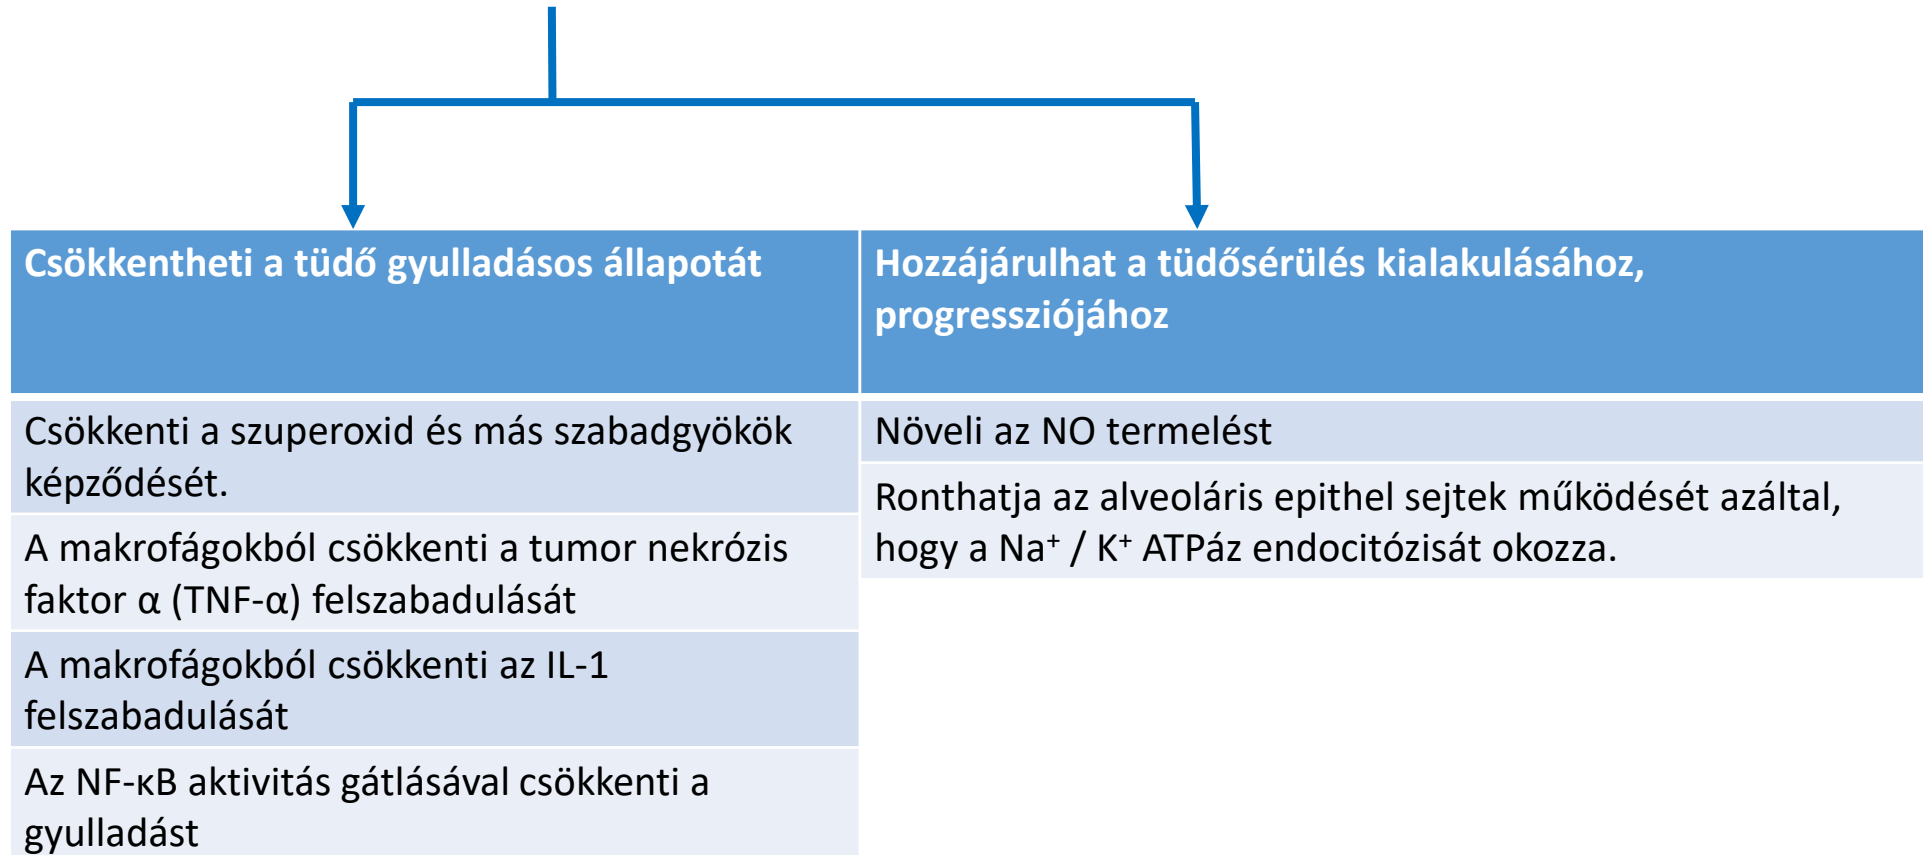 Csökkentheti a tüdő gyulladásos állapotát
Hozzájárulhat a tüdősérülés kialakulásához,
progressziójához
Csökkenti a szuperoxid és más szabadgyökök
képződését.
A makrofágokból csökkenti a tumor nekrózis
faktor α (TNF-α) felszabadulását
A makrofágokból csökkenti az IL-1
felszabadulását
Az NF-κB aktivitás gátlásával csökkenti a
gyulladást
Növeli az NO termelést
Ronthatja az alveoláris epithel sejtek működését azáltal,
hogy a Na⁺ / K⁺ ATPáz endocitózisát okozza.